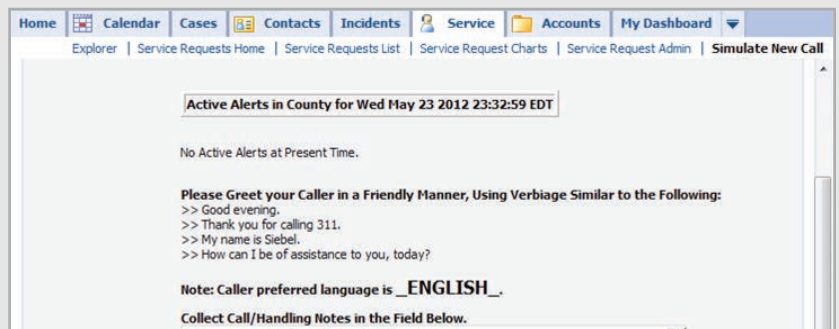 Home Calendar Cases Contacts Incidents Service Accounts My Dashboard
Explorer | Service Requests Home | Service Requests List | Service Request Charts | Service Request Admin | Simulate New Call
Active Alerts in County for Wed May 23 2012 23:32:59 EDT
No Active Alerts at Present Time.
Please Greet your Caller in a Friendly Manner, Using Verbiage Similar to the Following:
>> Good evening.
>> Thank you for calling 311.
>> My name is Siebel.
>> How can I be of assistance to you, today?
Note: Caller preferred language is _ENGLISH_.
Collect Call/Handling Notes in the Field Below.